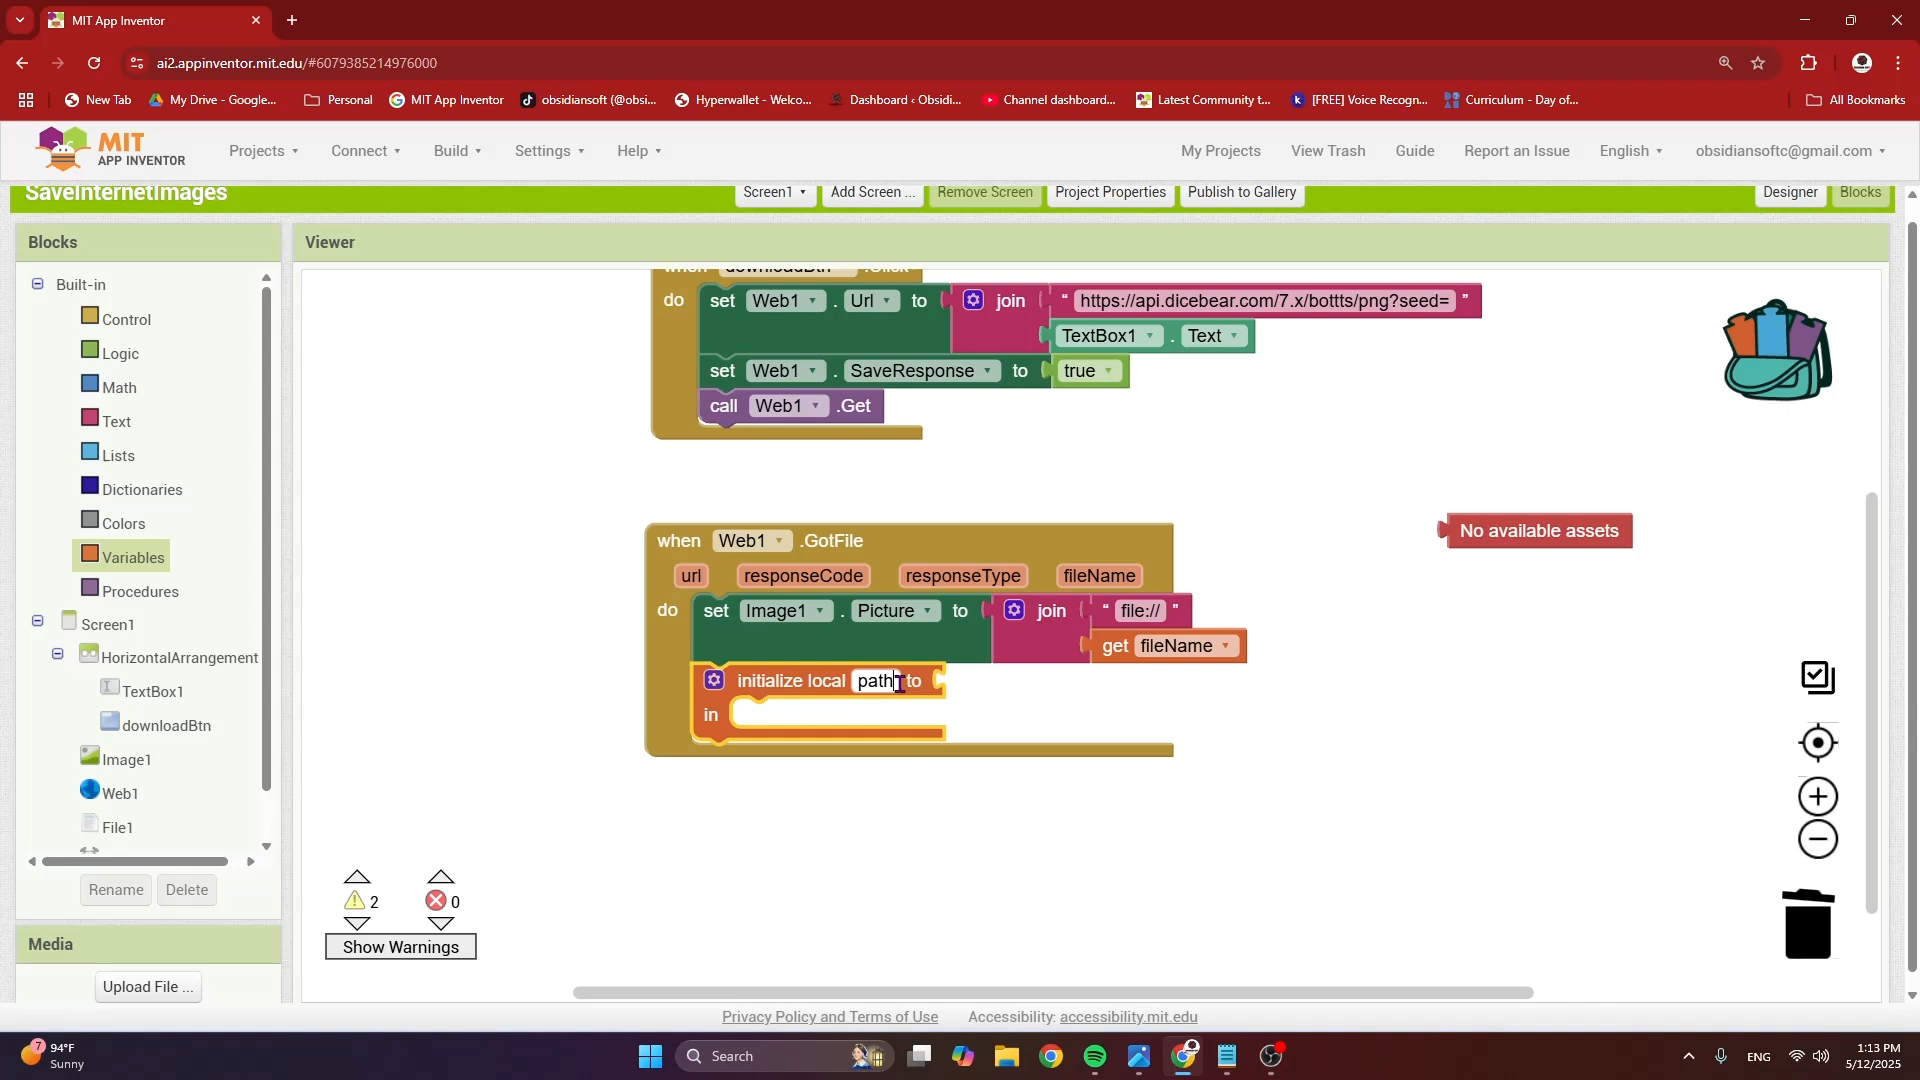 MIT App Inventor
ai2.appinventor.mit.edu/#6079385214976000
New Tab
My Drive - Google...
Personal
MIT App Inventor
obsidiansoft (@obsi...
Hyperwallet - Welco...
Dashboard ‹ Obsidi...
Channel dashboard...
Latest Community t...
[FREE] Voice Recogn...
Curriculum - Day of...
All Bookmarks
MIT
APP INVENTOR
Projects
Connect
Build
Settings
Help
My Projects
View Trash
Guide
Report an Issue
English
obsidiansoftc@gmail.com
SaveInternetImages
Screen1
Add Screen ...
Remove Screen
Project Properties
Publish to Gallery
Designer
Blocks
Blocks
Viewer
Built-in
Control
Logic
Math
Text
Lists
Dictionaries
Colors
Variables
Procedures
Screen1
HorizontalArrangement
TextBox1
downloadBtn
Image1
Web1
File1
Rename
Delete
Media
Upload File ...
when downloadBtn .Click
do set Web1 . Url to join “ https://api.dicebear.com/7.x/bottts/png?seed= ”
TextBox1 . Text
set Web1 . SaveResponse to true
call Web1 .Get
when Web1 .GotFile
url responseCode responseType fileName
do set Image1 . Picture to join “ file:// ”
get fileName
initialize local path to
in
No available assets
2
0
Show Warnings
Privacy Policy and Terms of Use
Accessibility: accessibility.mit.edu
7
94°F
Sunny
Search
ENG
1:13 PM
5/12/2025